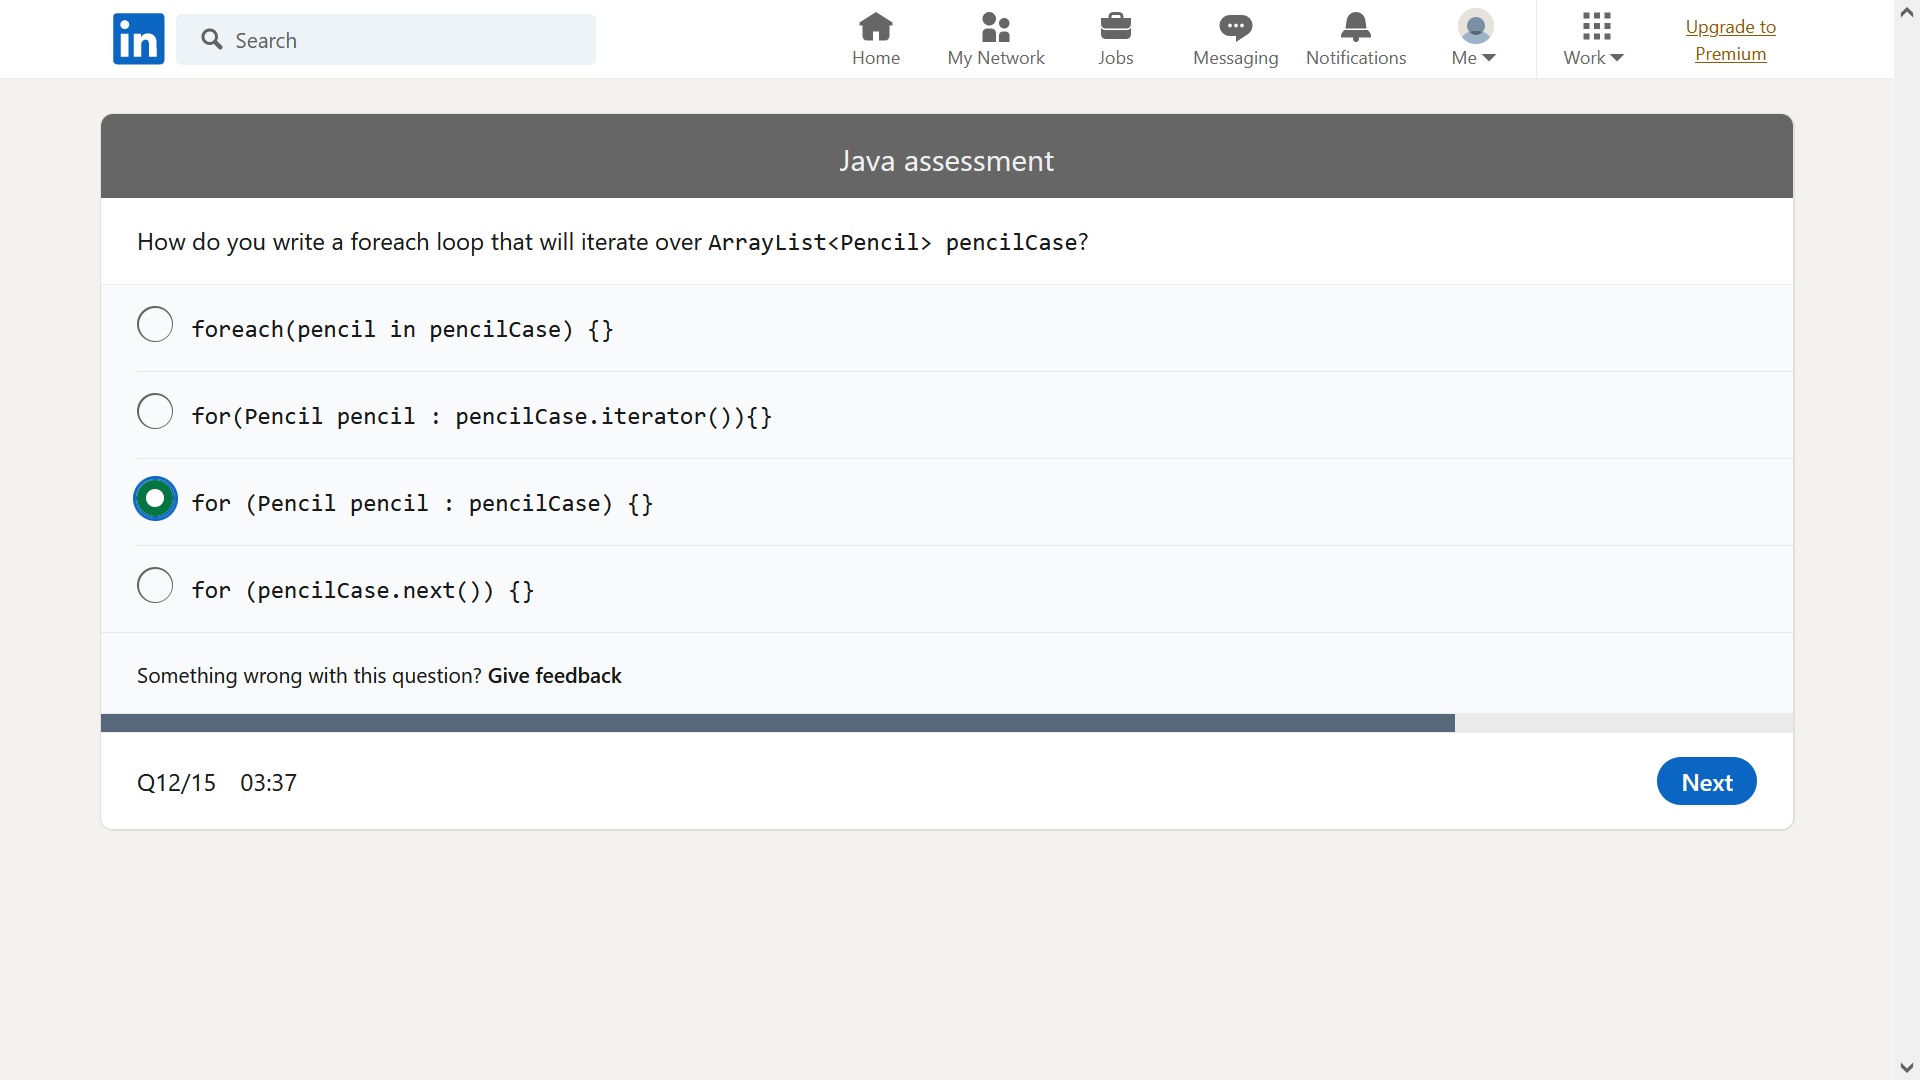 in
Search
Home
My Network
Jobs
Messaging
Notifications
Me
Work
Upgrade to
Premium
Java assessment
How do you write a foreach loop that will iterate over ArrayList<Pencil> pencilCase?
foreach(pencil in pencilCase) {}
for(Pencil pencil : pencilCase.iterator()){}
for (Pencil pencil : pencilCase) {}
for (pencilCase.next()) {}
Something wrong with this question? Give feedback
Q12/15 03:37
Next